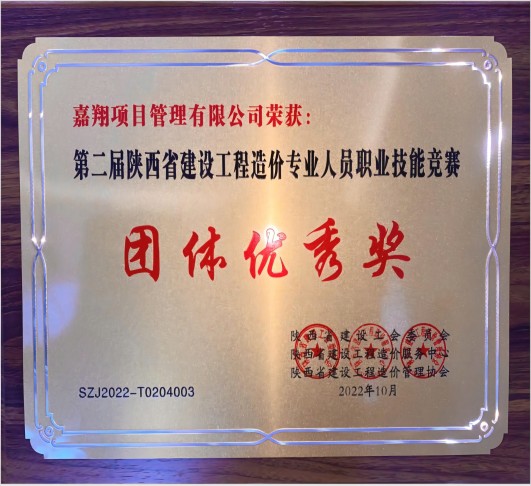 嘉翔项目管理有限公司荣获：
第二届陕西省建设工程造价专业人员职业技能竞赛
团体优秀奖
陕西省建设工会委员会
陕西省建设工程造价服务中心
陕西省建设工程造价管理协会
SZJ2022-T0204003
2022年10月